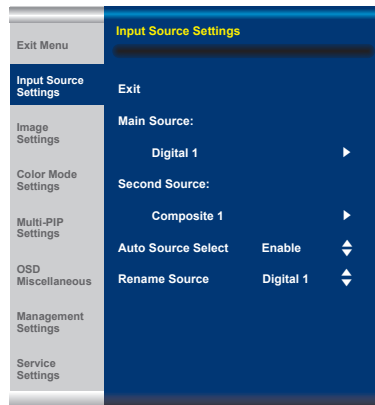 Exit Menu
Input Source
Settings
Image
Settings
Color Mode
Settings
Multi-PIP
Settings
OSD
Miscellaneous
Management
Settings
Service
Settings
Input Source Settings
Exit
Main Source:
Digital 1
Second Source:
Composite 1
Auto Source Select Enable
Rename Source Digital 1